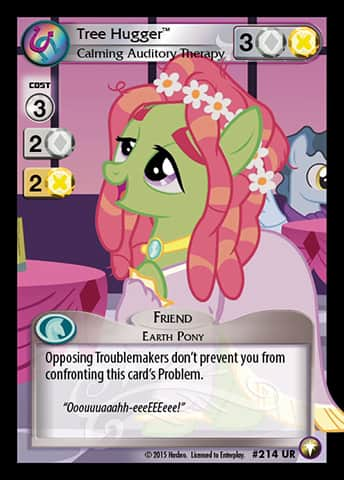 Tree Hugger™
Calming Auditory Therapy
3
COST
3
2
2
FRIEND
EARTH PONY
Opposing Troublemakers don't prevent you from
confronting this card's Problem.
"Ooouuuaaahh-eeeEEEeee!"
© 2015 Hasbro. Licensed to Enterplay.
#214 UR